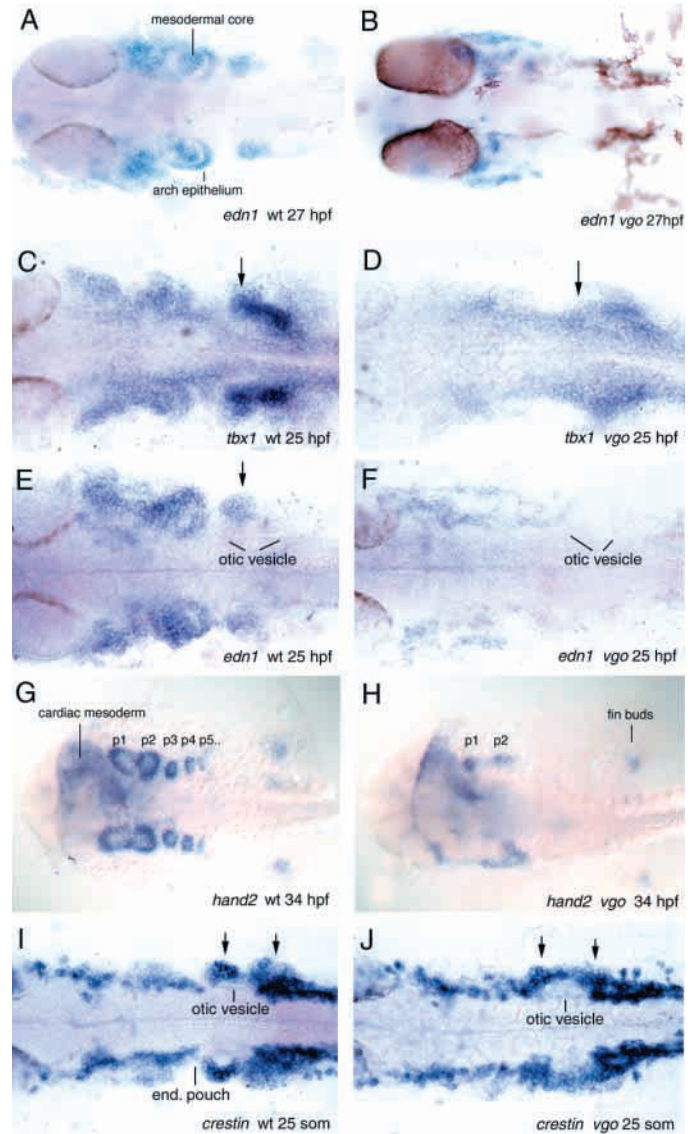 A
mesodermal core
arch epithelium
edn1 wt 27 hpf
B
edn1 vgo 27hpf
C
tbx1 wt 25 hpf
D
tbx1 vgo 25 hpf
E
otic vesicle
edn1 wt 25 hpf
F
otic vesicle
edn1 vgo 25 hpf
G
cardiac mesoderm
p1 p2 p3 p4 p5..
hand2 wt 34 hpf
H
p1 p2
fin buds
hand2 vgo 34 hpf
I
otic vesicle
end. pouch
crestin wt 25 som
J
otic vesicle
crestin vgo 25 som